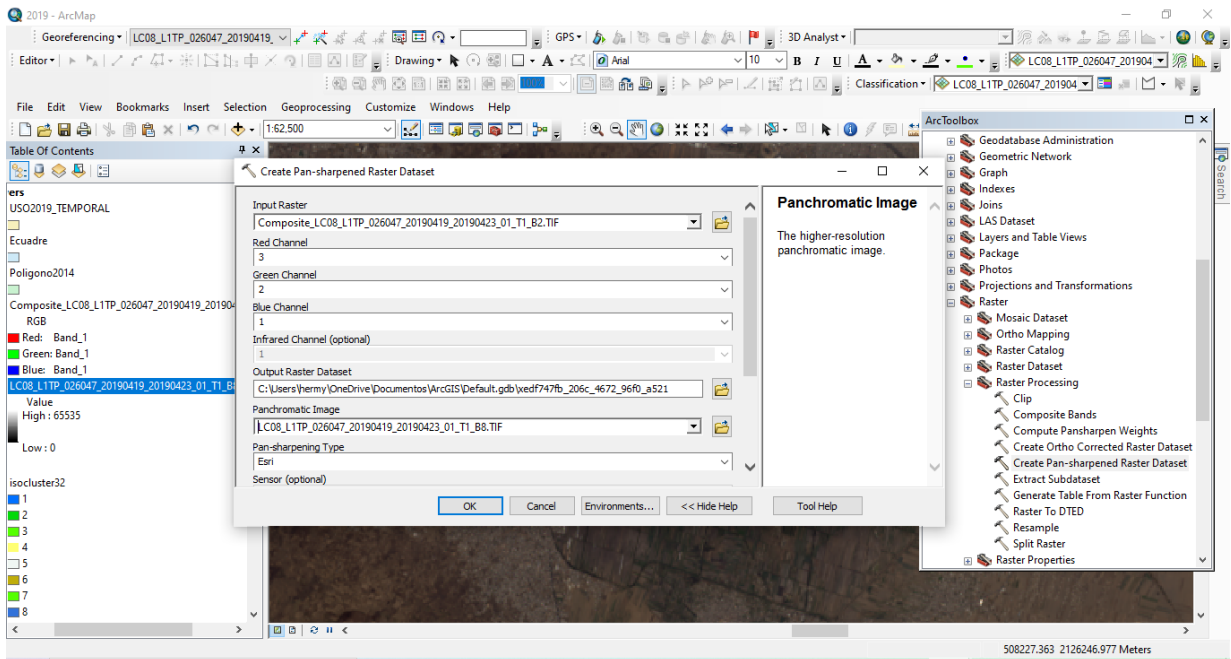 2019 - ArcMap
Georeferencing LC08_L1TP_026047_20190419_ GPS 3D Analyst
Editor Drawing A Arial 10 B I U A LC08_L1TP_026047_201904
Classification LC08_L1TP_026047_201904
File Edit View Bookmarks Insert Selection Geoprocessing Customize Windows Help
1:62,500
Table Of Contents
ers
USO2019_TEMPORAL
Ecuadre
Poligono2014
Composite_LC08_L1TP_026047_20190419_20190
RGB
Red: Band_1
Green: Band_1
Blue: Band_1
LC08_L1TP_026047_20190419_20190423_01_T1_B
Value
High : 65535
Low : 0
isocluster32
1
2
3
4
5
6
7
8
Create Pan-sharpened Raster Dataset
Input Raster
Composite_LC08_L1TP_026047_20190419_20190423_01_T1_B2.TIF
Red Channel
3
Green Channel
2
Blue Channel
1
Infrared Channel (optional)
1
Output Raster Dataset
C:\Users\hermy\OneDrive\Documentos\ArcGIS\Default.gdb\xedf747fb_206c_4672_96f0_a521
Panchromatic Image
LC08_L1TP_026047_20190419_20190423_01_T1_B8.TIF
Pan-sharpening Type
Esri
Sensor (optional)
OK Cancel Environments... << Hide Help Tool Help
Panchromatic Image
The higher-resolution
panchromatic image.
ArcToolbox
Geodatabase Administration
Geometric Network
Graph
Indexes
Joins
LAS Dataset
Layers and Table Views
Package
Photos
Projections and Transformations
Raster
Mosaic Dataset
Ortho Mapping
Raster Catalog
Raster Dataset
Raster Processing
Clip
Composite Bands
Compute Pansharpen Weights
Create Ortho Corrected Raster Dataset
Create Pan-sharpened Raster Dataset
Extract Subdataset
Generate Table From Raster Function
Raster To DTED
Resample
Split Raster
Raster Properties
Search
508227.363 2126246.977 Meters